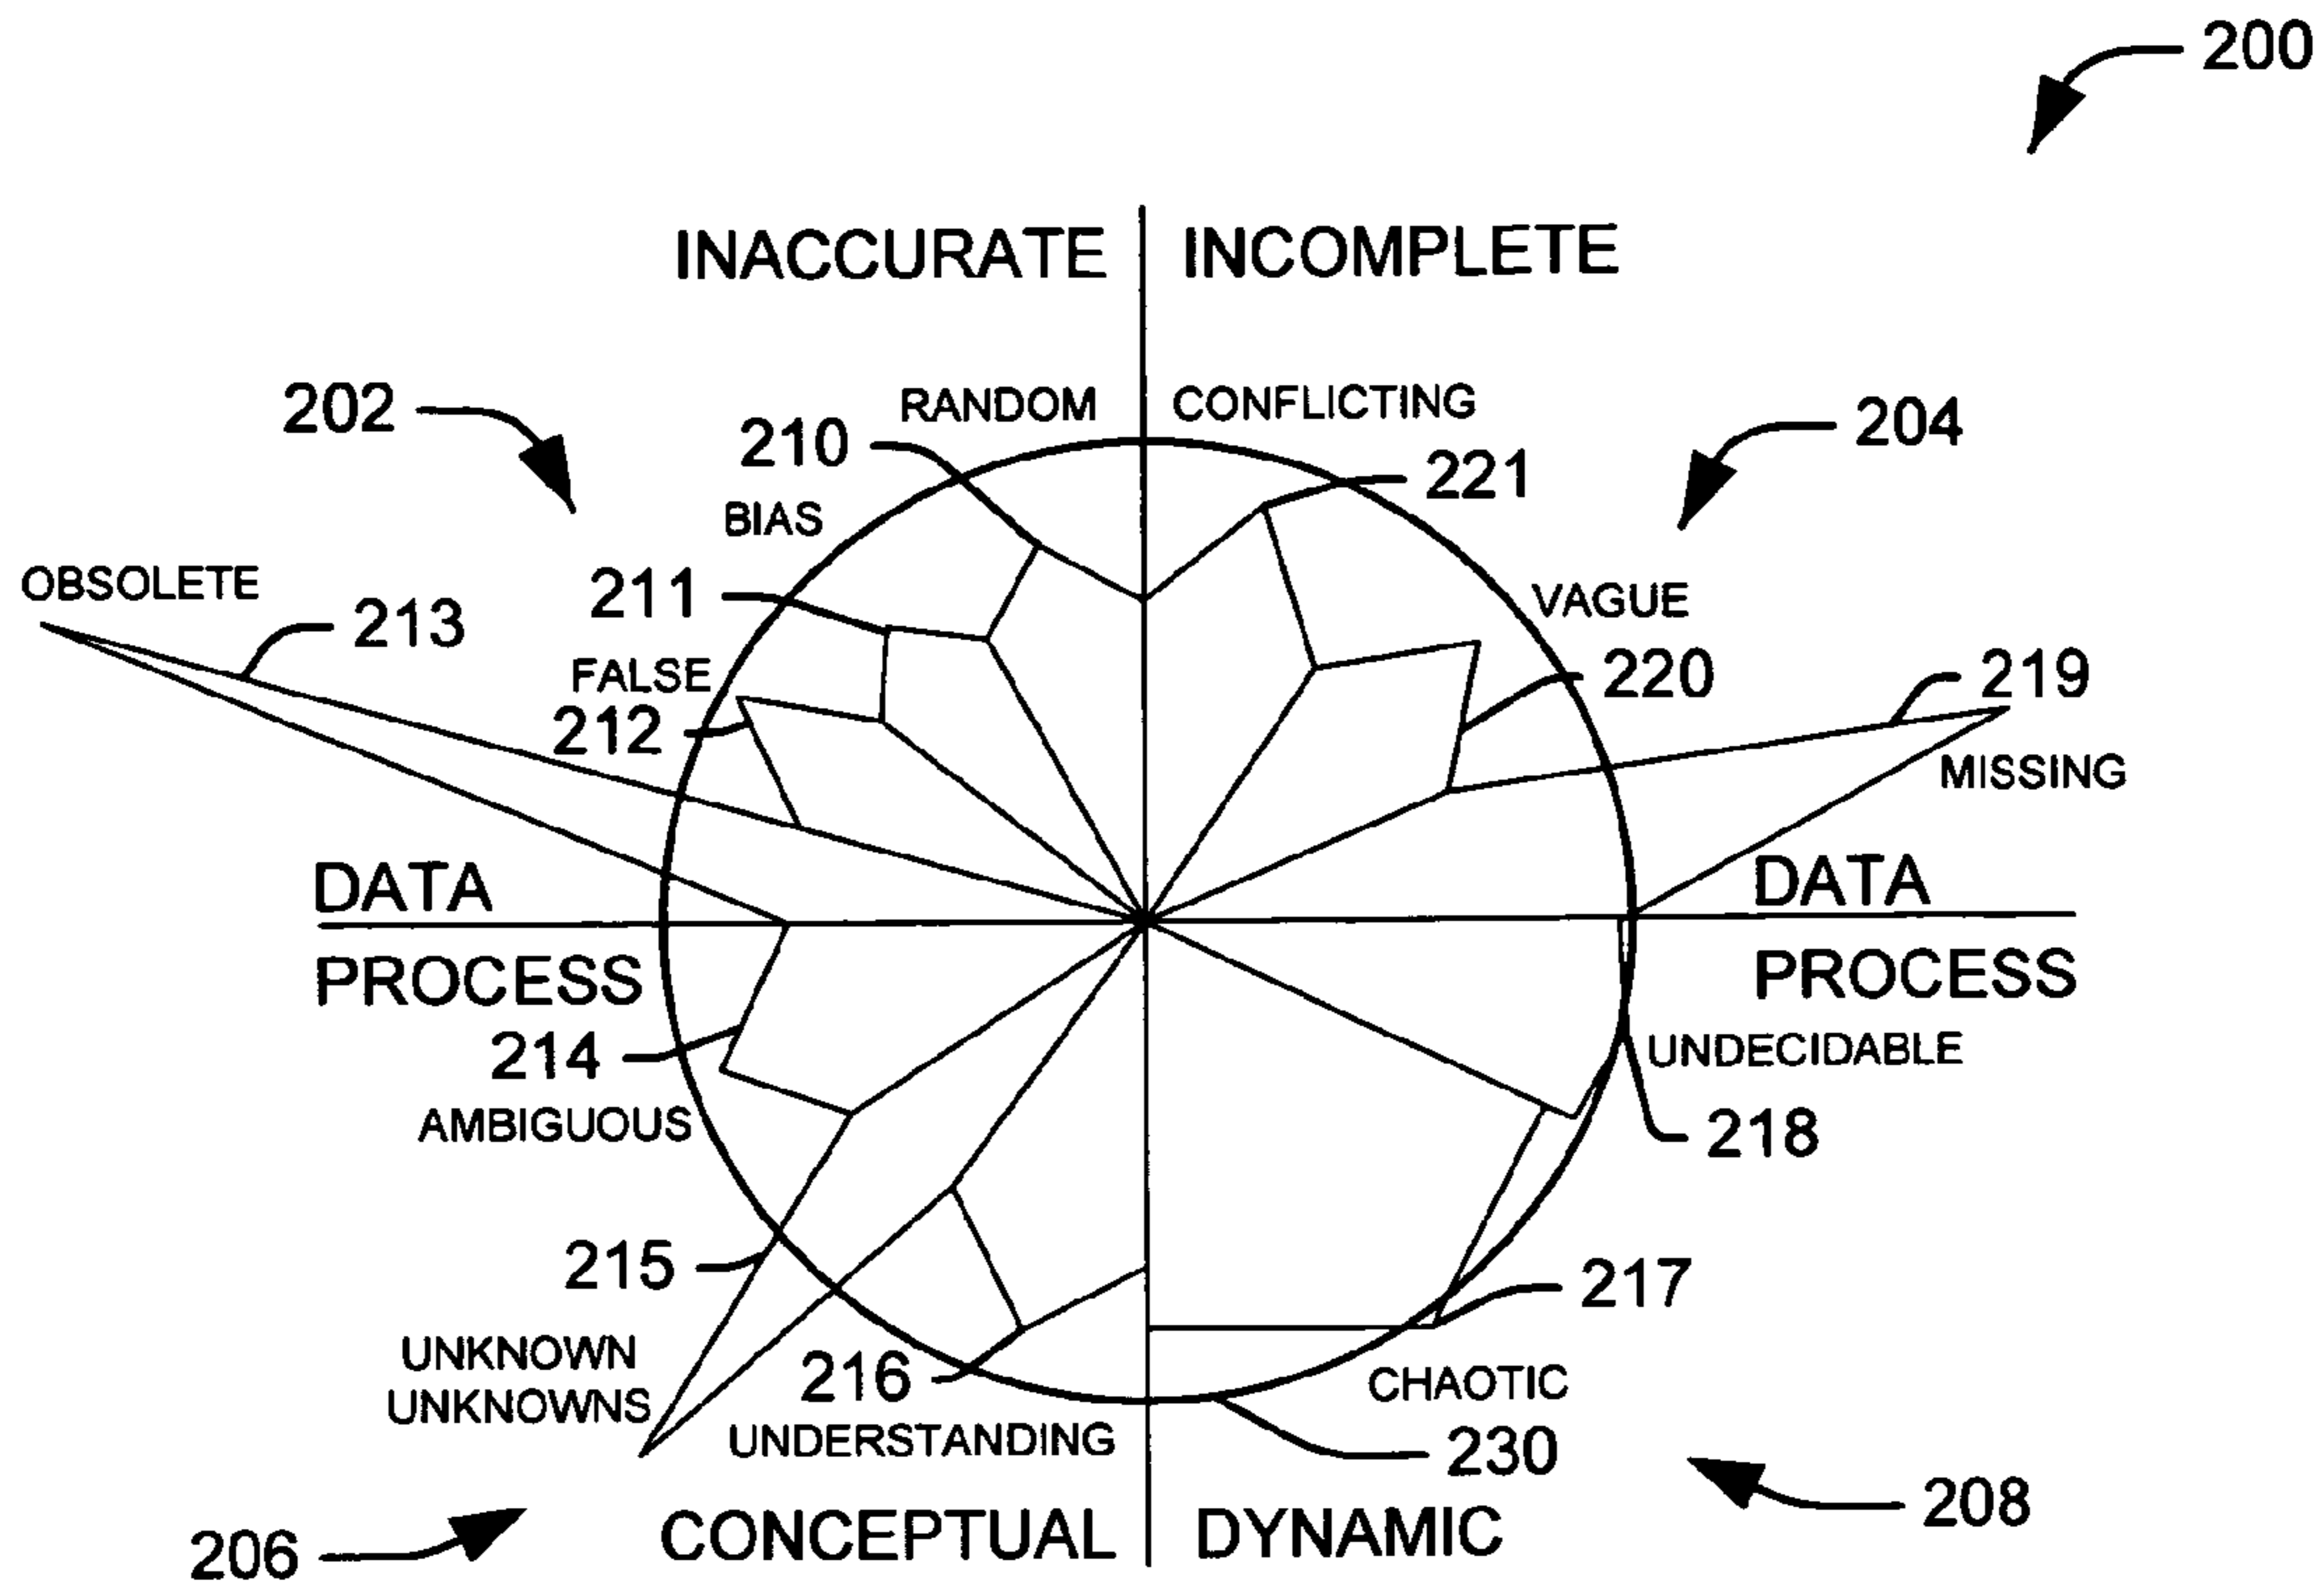 200
INACCURATE INCOMPLETE
202
RANDOM CONFLICTING
204
210
221
BIAS
OBSOLETE
211
VAGUE
213
FALSE
220
219
212
MISSING
DATA DATA
PROCESS PROCESS
214
UNDECIDABLE
AMBIGUOUS
218
215
217
UNKNOWN
UNKNOWNS
216
CHAOTIC
UNDERSTANDING
230
208
206
CONCEPTUAL DYNAMIC